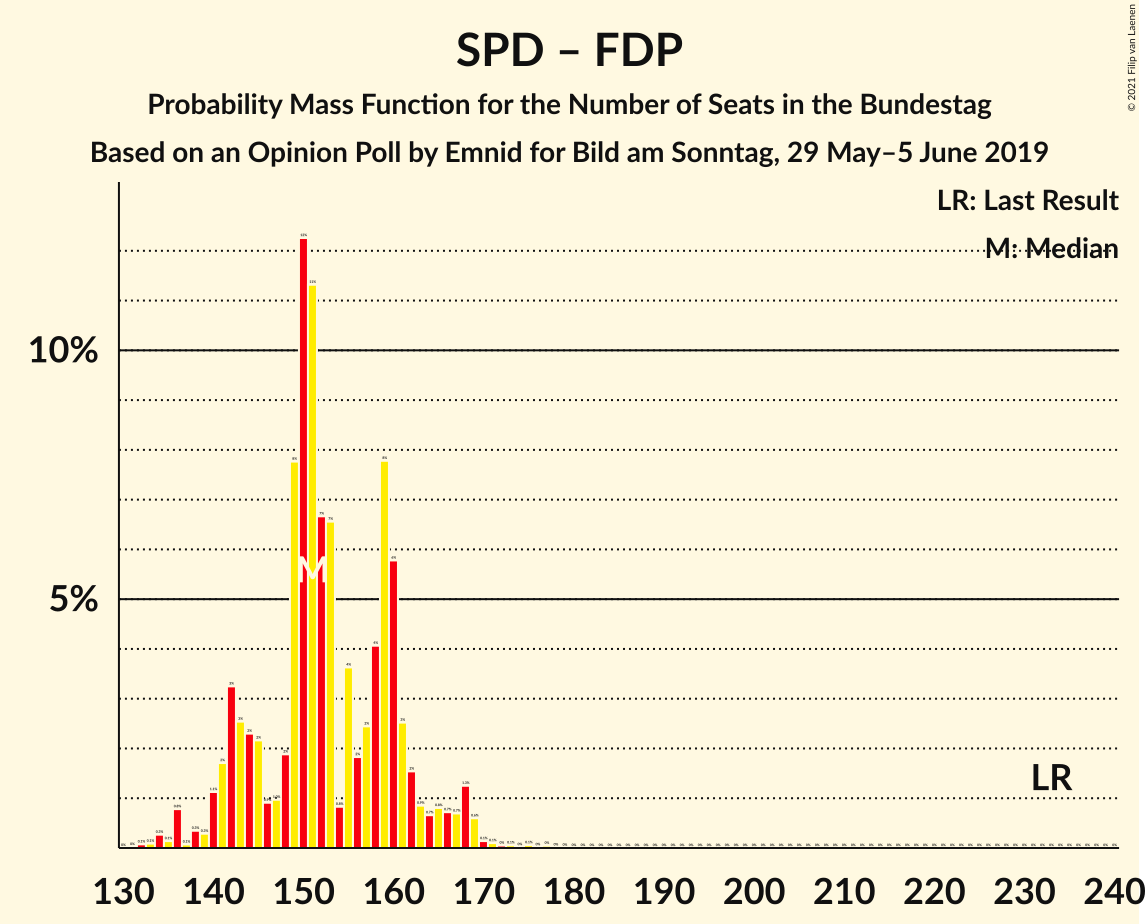 SPD – FDP
Probability Mass Function for the Number of Seats in the Bundestag
Based on an Opinion Poll by Emnid for Bild am Sonntag, 29 May–5 June 2019
© 2021 Filip van Laenen
LR: Last Result
M: Median
10%
5%
M
LR
130 140 150 160 170 180 190 200 210 220 230 240